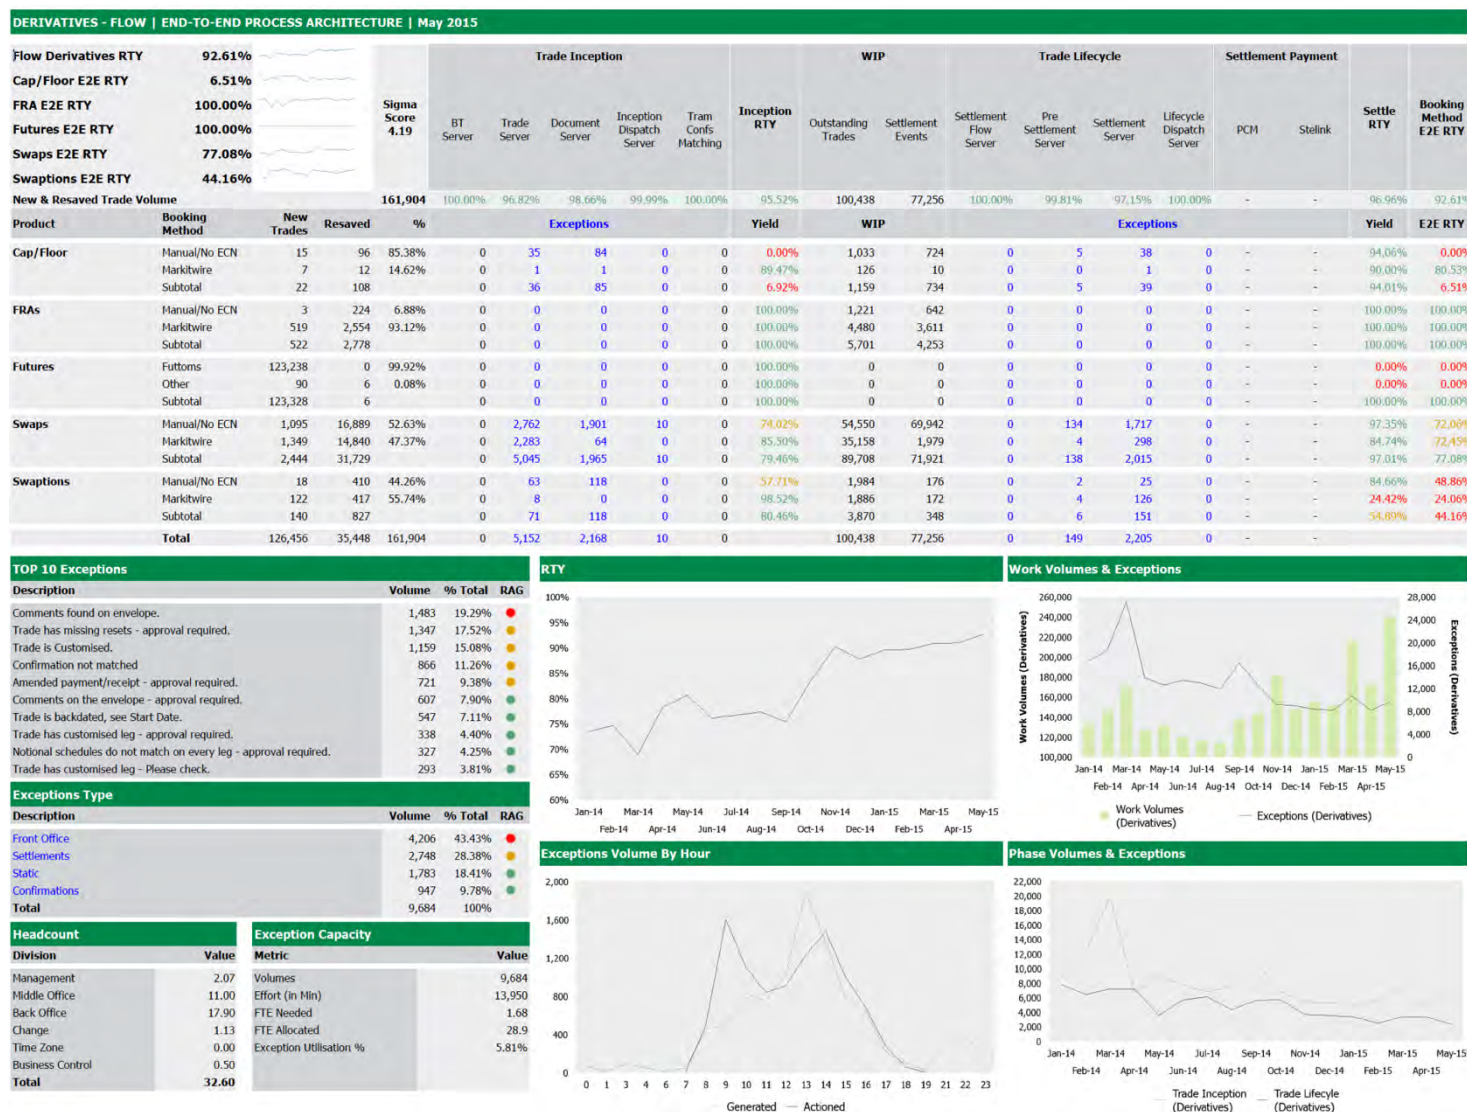 DERIVATIVES - FLOW | END-TO-END PROCESS ARCHITECTURE | May 2015
Flow Derivatives RTY 92.61%
Cap/Floor E2E RTY 6.51%
FRA E2E RTY 100.00%
Futures E2E RTY 100.00%
Swaps E2E RTY 77.08%
Swaptions E2E RTY 44.16%
Sigma Score 4.19
Trade Inception WIP Trade Lifecycle Settlement Payment
BT Server Trade Server Document Server Inception Dispatch Server Tram Confs Matching Inception RTY Outstanding Trades Settlement Events Settlement Flow Server Pre Settlement Server Settlement Server Lifecycle Dispatch Server PCM Stelink Settle RTY Booking Method E2E RTY
New & Resaved Trade Volume 161,904 100.00% 96.82% 98.66% 99.99% 100.00% 95.52% 100,438 77,256 100.00% 99.81% 97.15% 100.00% - - 96.96% 92.61%
Product Booking Method New Trades Resaved % Exceptions Yield WIP Exceptions Yield E2E RTY
Cap/Floor Manual/No ECN 15 96 85.38% 0 35 84 0 0 0.00% 1,033 724 0 5 38 0 - - 94.06% 0.00%
Markitwire 7 12 14.62% 0 1 1 0 0 89.47% 126 10 0 0 1 0 - - 90.00% 80.53%
Subtotal 22 108 0 36 85 0 0 6.92% 1,159 734 0 5 39 0 - - 94.01% 6.51%
FRAs Manual/No ECN 3 224 6.88% 0 0 0 0 0 100.00% 1,221 642 0 0 0 0 - - 100.00% 100.00%
Markitwire 519 2,554 93.12% 0 0 0 0 0 100.00% 4,480 3,611 0 0 0 0 - - 100.00% 100.00%
Subtotal 522 2,778 0 0 0 0 0 100.00% 5,701 4,253 0 0 0 0 - - 100.00% 100.00%
Futures Futtoms 123,238 0 99.92% 0 0 0 0 0 100.00% 0 0 0 0 0 0 - - 0.00% 0.00%
Other 90 6 0.08% 0 0 0 0 0 100.00% 0 0 0 0 0 0 - - 0.00% 0.00%
Subtotal 123,328 6 0 0 0 0 0 100.00% 0 0 0 0 0 0 - - 100.00% 100.00%
Swaps Manual/No ECN 1,095 16,889 52.63% 0 2,762 1,901 10 0 74.02% 54,550 69,942 0 134 1,717 0 - - 97.35% 72.06%
Markitwire 1,349 14,840 47.37% 0 2,283 64 0 0 85.50% 35,158 1,979 0 4 298 0 - - 84.74% 72.45%
Subtotal 2,444 31,729 0 5,045 1,965 10 0 79.46% 89,708 71,921 0 138 2,015 0 - - 97.01% 77.08%
Swaptions Manual/No ECN 18 410 44.26% 0 63 118 0 0 57.71% 1,984 176 0 2 25 0 - - 84.66% 48.86%
Markitwire 122 417 55.74% 0 8 0 0 0 98.52% 1,886 172 0 4 126 0 - - 24.42% 24.06%
Subtotal 140 827 0 71 118 0 0 80.46% 3,870 348 0 6 151 0 - - 54.89% 44.16%
Total 126,456 35,448 161,904 0 5,152 2,168 10 0 100,438 77,256 0 149 2,205 0 - -
TOP 10 Exceptions
Description Volume % Total RAG
Comments found on envelope. 1,483 19.29%
Trade has missing resets - approval required. 1,347 17.52%
Trade is Customised. 1,159 15.08%
Confirmation not matched 866 11.26%
Amended payment/receipt - approval required. 721 9.38%
Comments on the envelope - approval required. 607 7.90%
Trade is backdated, see Start Date. 547 7.11%
Trade has customised leg - approval required. 338 4.40%
Notional schedules do not match on every leg - approval required. 327 4.25%
Trade has customised leg - Please check. 293 3.81%
Exceptions Type
Description Volume % Total RAG
Front Office 4,206 43.43%
Settlements 2,748 28.38%
Static 1,783 18.41%
Confirmations 947 9.78%
Total 9,684 100%
Headcount
Division Value
Management 2.07
Middle Office 11.00
Back Office 17.90
Change 1.13
Time Zone 0.00
Business Control 0.50
Total 32.60
Exception Capacity
Metric Value
Volumes 9,684
Effort (in Min) 13,950
FTE Needed 1.68
FTE Allocated 28.9
Exception Utilisation % 5.81%
RTY
100%
95%
90%
85%
80%
75%
70%
65%
60%
Jan-14 Mar-14 May-14 Jul-14 Sep-14 Nov-14 Jan-15 Mar-15 May-15
Feb-14 Apr-14 Jun-14 Aug-14 Oct-14 Dec-14 Feb-15 Apr-15
Work Volumes & Exceptions
Work Volumes (Derivatives)
260,000
240,000
220,000
200,000
180,000
160,000
140,000
120,000
100,000
28,000
24,000
20,000
16,000
12,000
8,000
4,000
0
Exceptions (Derivatives)
Jan-14 Mar-14 May-14 Jul-14 Sep-14 Nov-14 Jan-15 Mar-15 May-15
Feb-14 Apr-14 Jun-14 Aug-14 Oct-14 Dec-14 Feb-15 Apr-15
Work Volumes (Derivatives)
Exceptions (Derivatives)
Exceptions Volume By Hour
2,000
1,600
1,200
800
400
0
0 1 3 4 5 6 7 8 9 10 11 12 13 14 15 16 17 18 19 21 22 23
Generated Actioned
Phase Volumes & Exceptions
22,000
20,000
18,000
16,000
14,000
12,000
10,000
8,000
6,000
4,000
2,000
0
Jan-14 Mar-14 May-14 Jul-14 Sep-14 Nov-14 Jan-15 Mar-15 May-15
Feb-14 Apr-14 Jun-14 Aug-14 Oct-14 Dec-14 Feb-15 Apr-15
Trade Inception (Derivatives)
Trade Lifecyle (Derivatives)